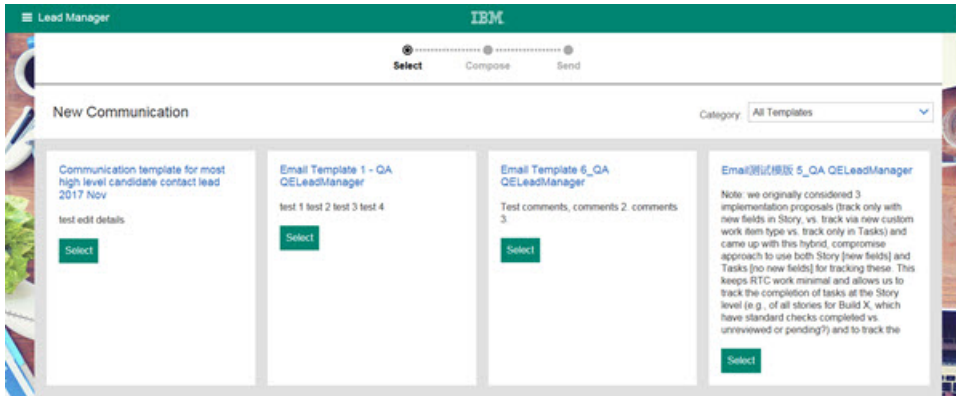 Lead Manager
IBM
Select
Compose
Send
New Communication
Category:
All Templates
Communication template for most
high level candidate contact lead
2017 Nov
test edit details
Select
Email Template 1 - QA
QELeadManager
test 1 test 2 test 3 test 4
Select
Email Template 6_QA
QELeadManager
Test comments, comments 2. comments
3.
Select
Email测试模版 5_QA QELeadManager
Note: we originally considered 3
implementation proposals (track only with
new fields in Story, vs. track via new custom
work item type vs. track only in Tasks) and
came up with this hybrid, compromise
approach to use both Story [new fields] and
Tasks [no new fields] for tracking these. This
keeps RTC work minimal and allows us to
track the completion of tasks at the Story
level (e.g., of all stories for Build X, which
have standard checks completed vs.
unreviewed or pending?) and to track the
Select